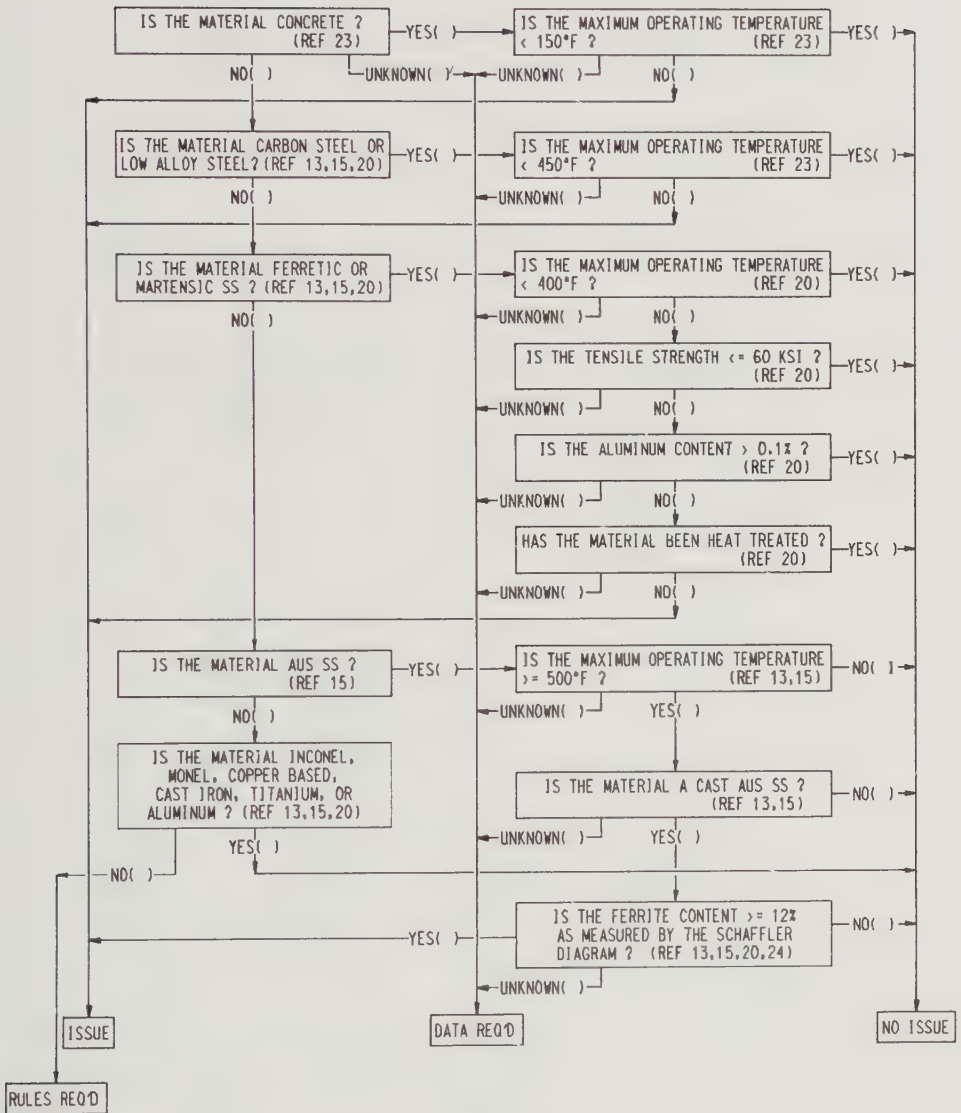 IS THE MATERIAL CONCRETE ?
(REF 23)
YES( )
IS THE MAXIMUM OPERATING TEMPERATURE
< 150°F ? (REF 23)
YES( )
NO( )
UNKNOWN( )
UNKNOWN( )
NO( )
IS THE MATERIAL CARBON STEEL OR
LOW ALLOY STEEL? (REF 13,15,20)
YES( )
IS THE MAXIMUM OPERATING TEMPERATURE
< 450°F ? (REF 23)
YES( )
NO( )
UNKNOWN( )
NO( )
IS THE MATERIAL FERRETIC OR
MARTENSIC SS ? (REF 13,15,20)
YES( )
IS THE MAXIMUM OPERATING TEMPERATURE
< 400°F ? (REF 20)
YES( )
NO( )
UNKNOWN( )
NO( )
IS THE TENSILE STRENGTH <= 60 KSI ?
(REF 20)
YES( )
UNKNOWN( )
NO( )
IS THE ALUMINUM CONTENT > 0.1% ?
(REF 20)
YES( )
UNKNOWN( )
NO( )
HAS THE MATERIAL BEEN HEAT TREATED ?
(REF 20)
YES( )
UNKNOWN( )
NO( )
IS THE MATERIAL AUS SS ?
(REF 15)
YES( )
IS THE MAXIMUM OPERATING TEMPERATURE
>= 500°F ? (REF 13,15)
NO( )
NO( )
UNKNOWN( )
YES( )
IS THE MATERIAL INCONEL,
MONEL, COPPER BASED,
CAST IRON, TITANIUM, OR
ALUMINUM ? (REF 13,15,20)
IS THE MATERIAL A CAST AUS SS ?
(REF 13,15)
NO( )
UNKNOWN( )
YES( )
YES( )
NO( )
IS THE FERRITE CONTENT >= 12%
AS MEASURED BY THE SCHAFFLER
DIAGRAM ? (REF 13,15,20,24)
NO( )
YES( )
UNKNOWN( )
ISSUE
DATA REQ'D
NO ISSUE
RULES REQ'D